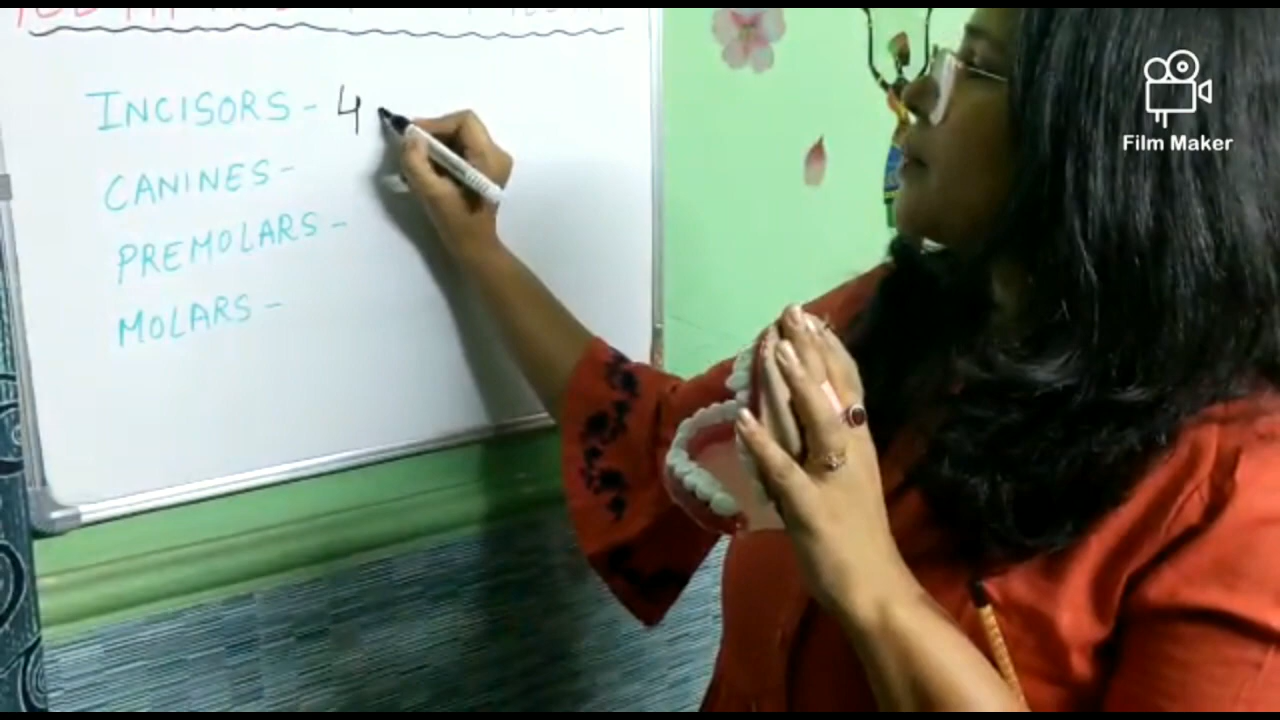 INCISORS - 4
CANINES -
PREMOLARS -
MOLARS -
Film Maker